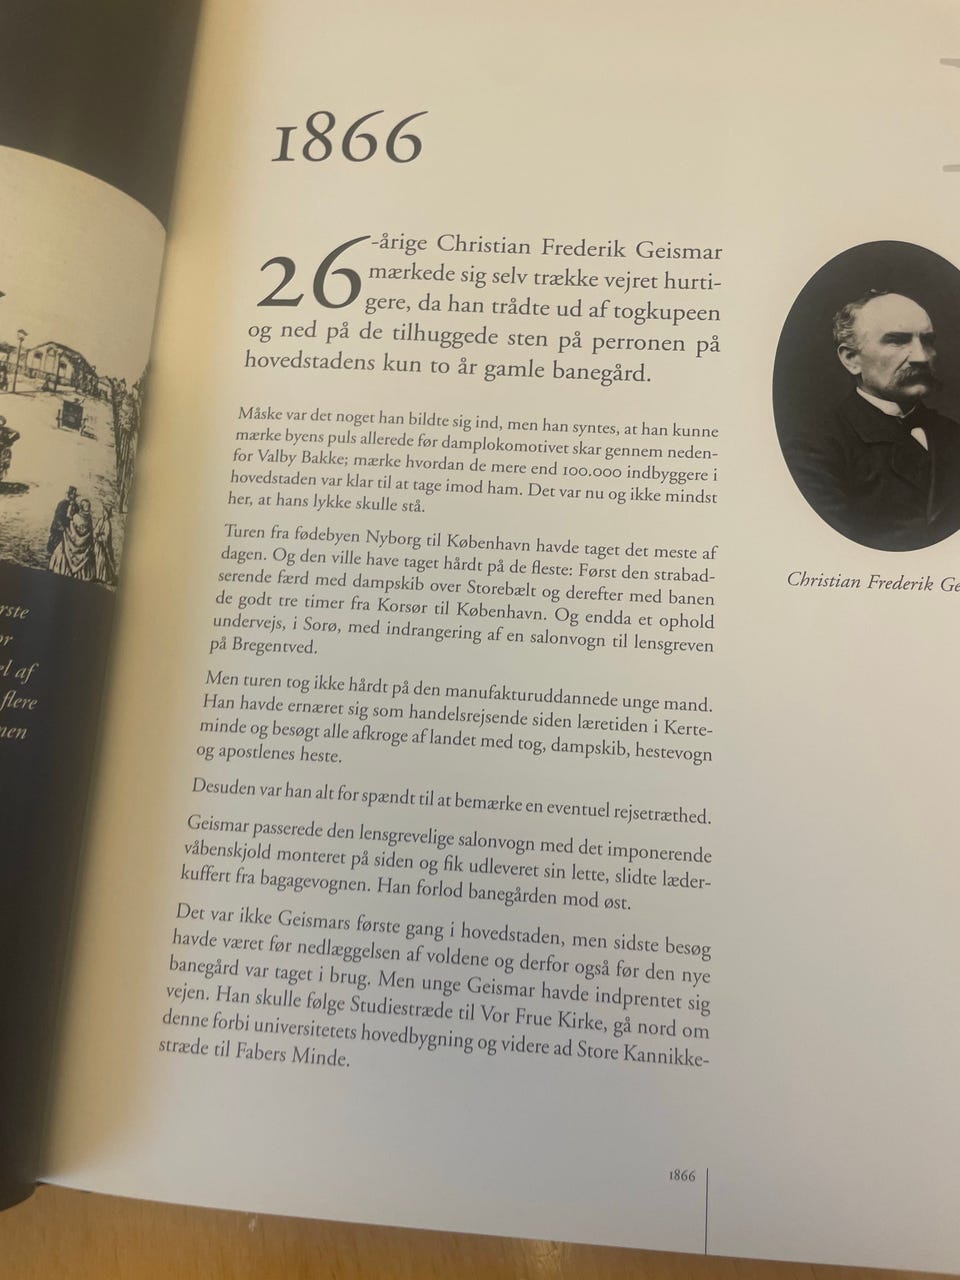 rste
or
el af
flere
men
1866
26-årige Christian Frederik Geismar
mærkede sig selv trække vejret hurti-
gere, da han trådte ud af togkupeen
og ned på de tilhuggede sten på perronen på
hovedstadens kun to år gamle banegård.
Måske var det noget han bildte sig ind, men han syntes, at han kunne
mærke byens puls allerede før damplokomotivet skar gennem neden-
for Valby Bakke; mærke hvordan de mere end 100.000 indbyggere i
hovedstaden var klar til at tage imod ham. Det var nu og ikke mindst
her, at hans lykke skulle stå.
Turen fra fødebyen Nyborg til København havde taget det meste af
dagen. Og den ville have taget hårdt på de fleste: Først den strabad-
serende færd med dampskib over Storebælt og derefter med banen
de godt tre timer fra Korsør til København. Og endda et ophold
undervejs, i Sorø, med indrangering af en salonvogn til lensgreven
på Bregentved.
Men turen tog ikke hårdt på den manufakturuddannede unge mand.
Han havde ernæret sig som handelsrejsende siden læretiden i Kerte-
minde og besøgt alle afkroge af landet med tog, dampskib, hestevogn
og apostlenes heste.
Desuden var han alt for spændt til at bemærke en eventuel rejsetræthed.
Geismar passerede den lensgrevelige salonvogn med det imponerende
våbenskjold monteret på siden og fik udleveret sin lette, slidte læder-
kuffert fra bagagevognen. Han forlod banegården mod øst.
Det var ikke Geismars første gang i hovedstaden, men sidste besøg
havde været før nedlæggelsen af voldene og derfor også før den nye
banegård var taget i brug. Men unge Geismar havde indprentet sig
vejen. Han skulle følge Studiestræde til Vor Frue Kirke, gå nord om
denne forbi universitetets hovedbygning og videre ad Store Kannikke-
stræde til Fabers Minde.
Christian Frederik Ge
1866